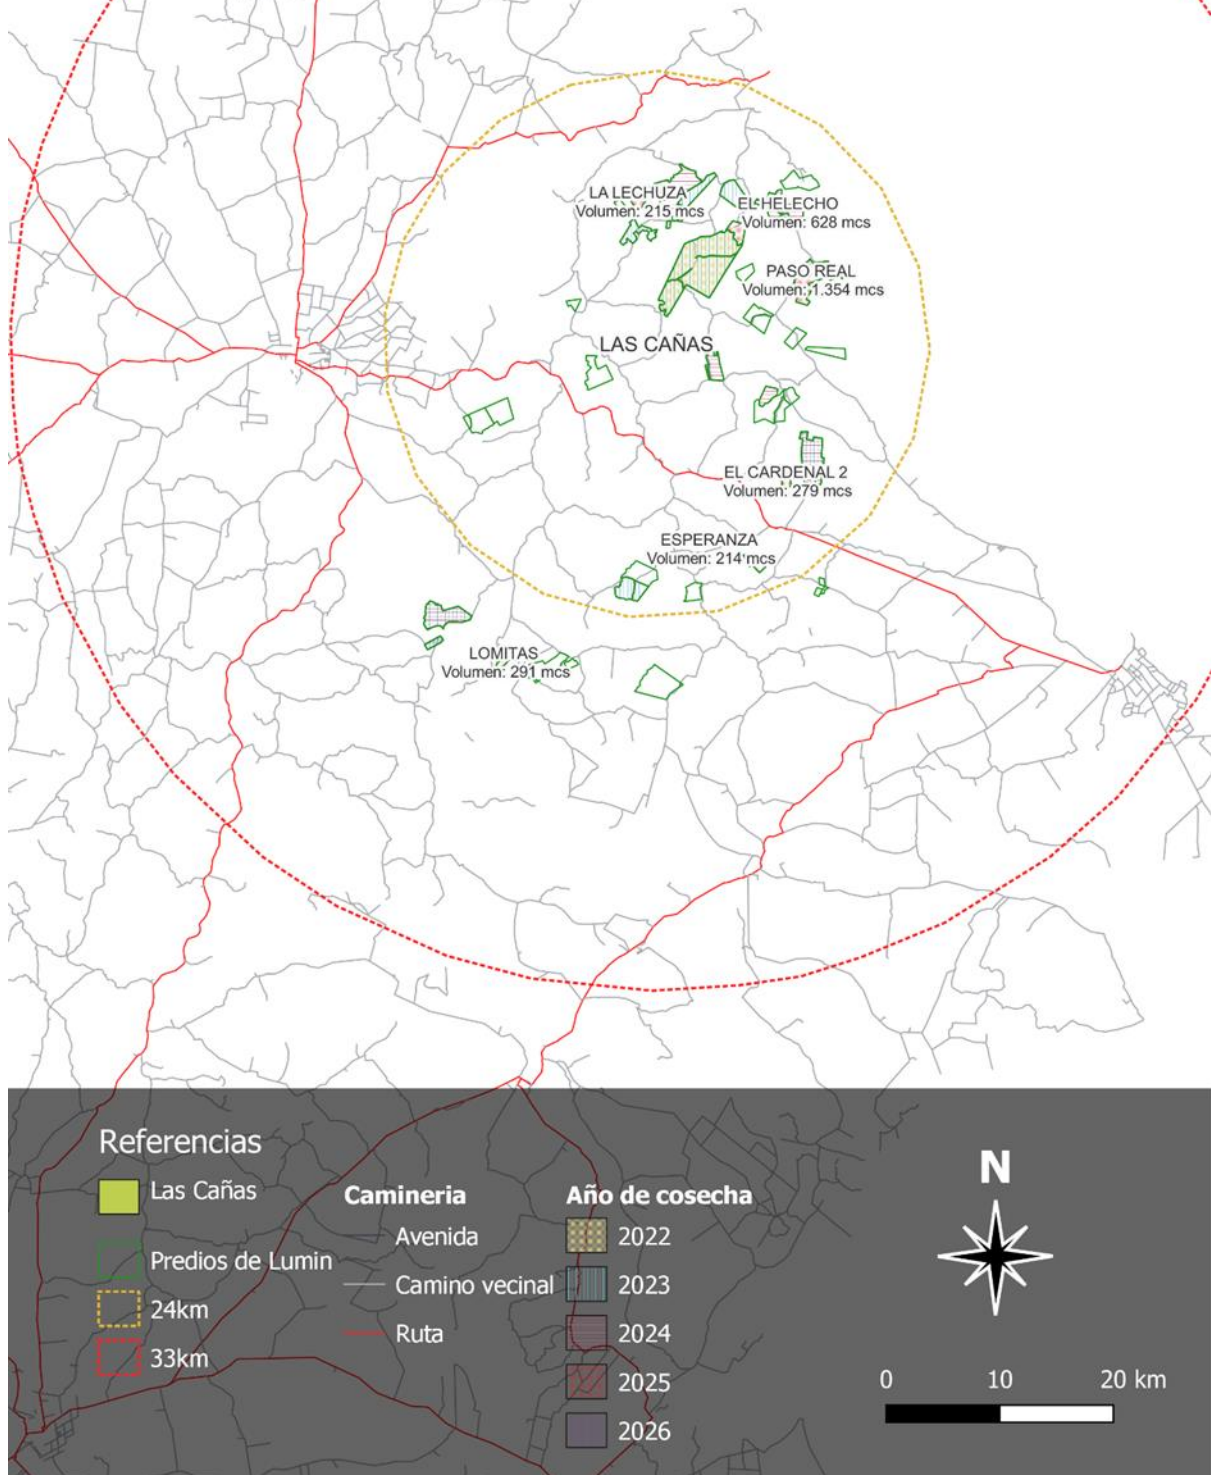 LA LECHUZA
Volumen: 215 mcs
EL HELECHO
Volumen: 628 mcs
PASO REAL
Volumen: 1.354 mcs
LAS CAÑAS
EL CARDENAL 2
Volumen: 279 mcs
ESPERANZA
Volumen: 214 mcs
LOMITAS
Volumen: 291 mcs
Referencias
Las Cañas
Predios de Lumin
24km
33km
Camineria
Avenida
Camino vecinal
Ruta
Año de cosecha
2022
2023
2024
2025
2026
N
0 10 20 km